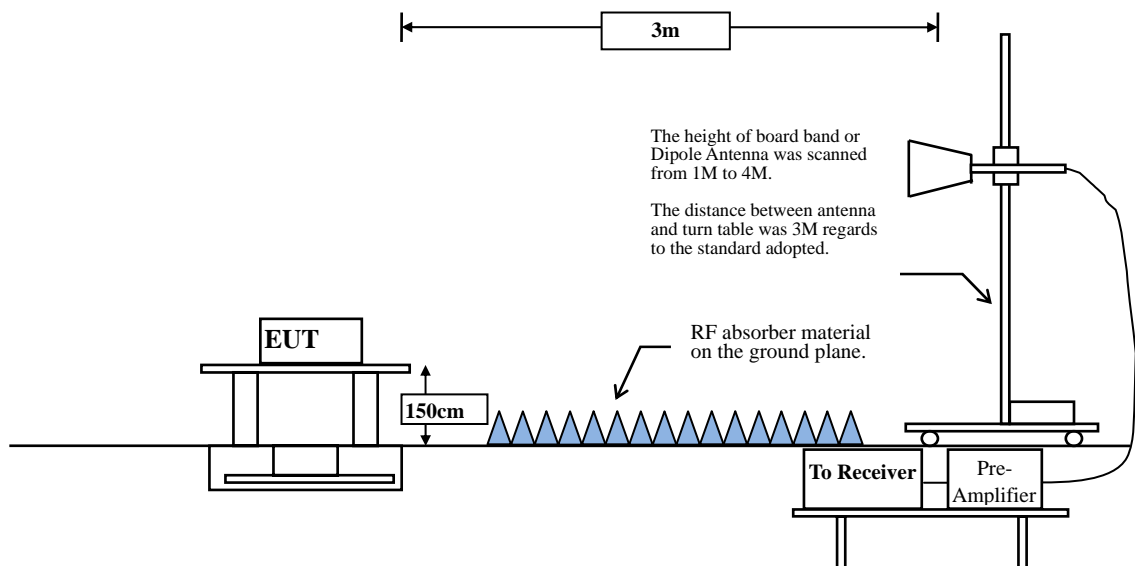 3m
The height of board band or
Dipole Antenna was scanned
from 1M to 4M.
The distance between antenna
and turn table was 3M regards
to the standard adopted.
EUT
RF absorber material
on the ground plane.
150cm
To Receiver
Pre-
Amplifier